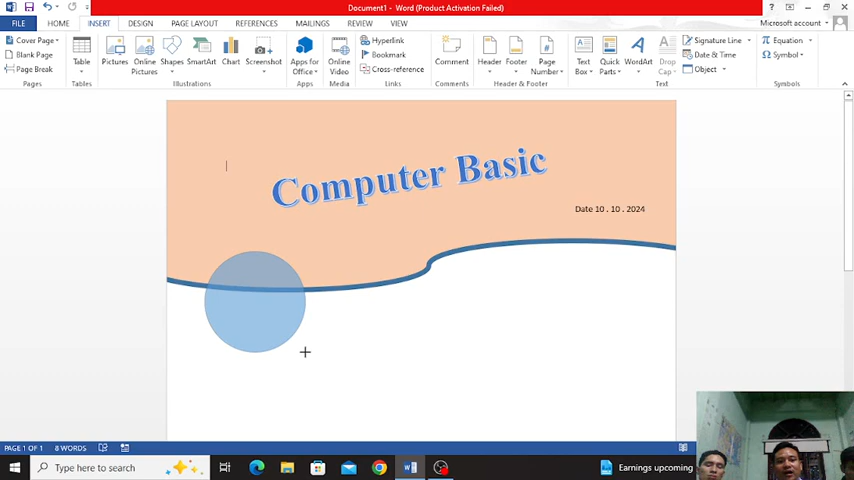 Document1 - Word (Product Activation Failed)
FILE
HOME
INSERT
DESIGN
PAGE LAYOUT
REFERENCES
MAILINGS
REVIEW
VIEW
Microsoft account
Cover Page
Blank Page
Page Break
Pages
Table
Tables
Pictures
Online Pictures
Shapes
SmartArt
Chart
Screenshot
Illustrations
Apps for Office
Apps
Online Video
Media
Hyperlink
Bookmark
Cross-reference
Links
Comment
Comments
Header
Footer
Page Number
Header & Footer
Text Box
Quick Parts
WordArt
Drop Cap
Signature Line
Date & Time
Object
Text
Equation
Symbol
Symbols
Computer Basic
Date 10 . 10 . 2024
PAGE 1 OF 1
8 WORDS
Type here to search
Earnings upcoming